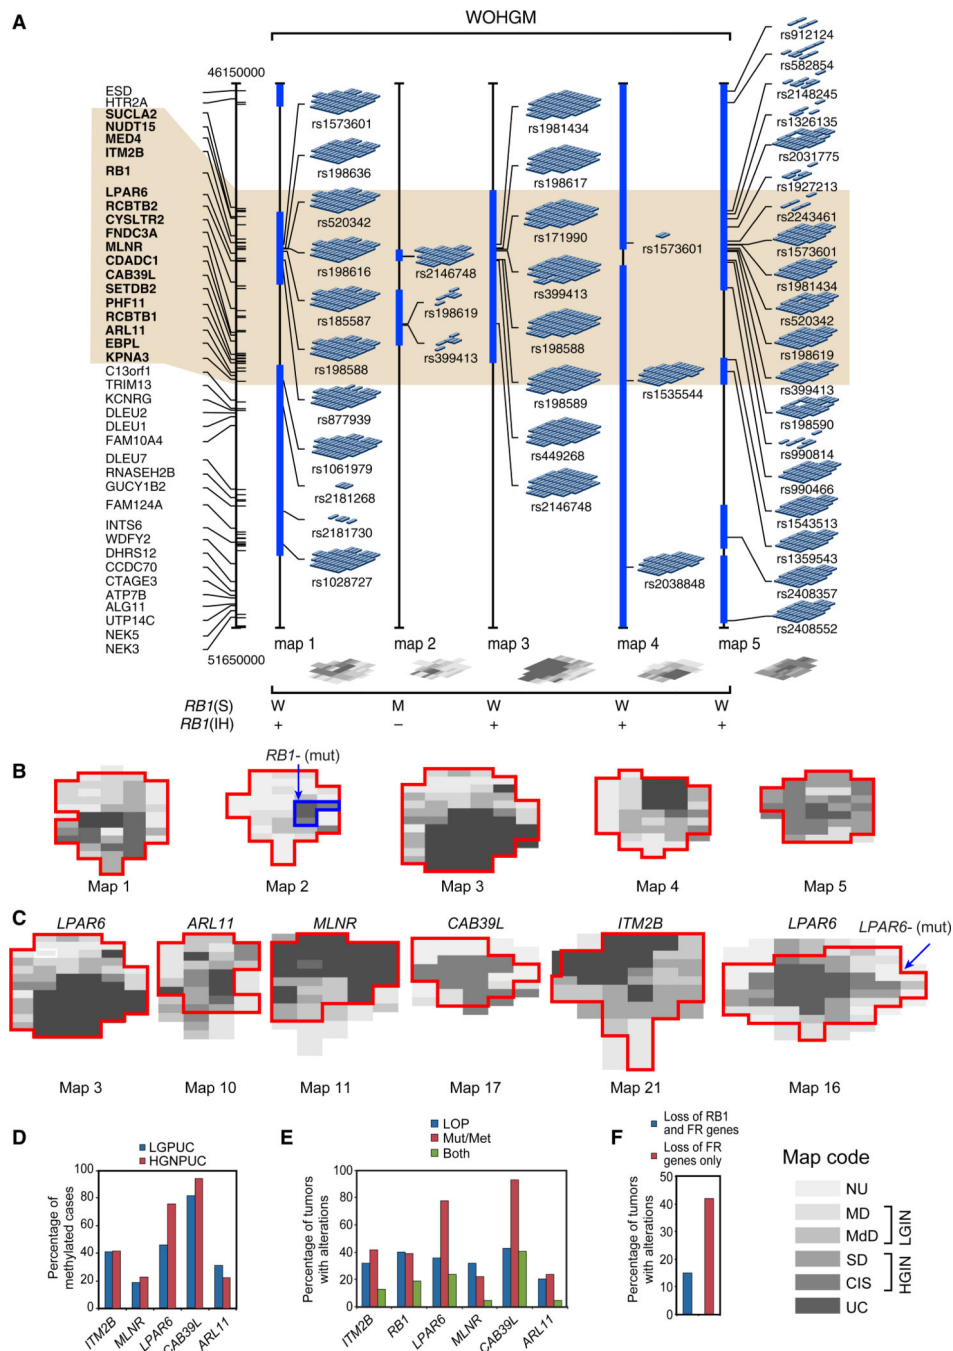 A
WOHGM
46150000
ESD
HTR2A
SUCLA2
NUDT15
MED4
ITM2B
RB1
LPAR6
RCBTB2
CYSLTR2
FNDC3A
MLNR
CDADC1
CAB39L
SETDB2
PHF11
RCBTB1
ARL11
EBPL
KPNA3
C13orf1
TRIM13
KCNRG
DLEU2
DLEU1
FAM10A4
DLEU7
RNASEH2B
GUCY1B2
FAM124A
INTS6
WDFY2
DHRS12
CCDC70
CTAGE3
ATP7B
ALG11
UTP14C
NEK5
NEK3
51650000
rs1573601
rs198636
rs520342
rs198616
rs185587
rs198588
rs877939
rs1061979
rs2181268
rs2181730
rs1028727
map 1
rs2146748
rs198619
rs399413
map 2
rs1981434
rs198617
rs171990
rs399413
rs198588
rs198589
rs449268
rs2146748
map 3
rs1573601
rs1535544
rs2038848
map 4
rs912124
rs582854
rs2148245
rs1326135
rs2031775
rs1927213
rs2243461
rs1573601
rs1981434
rs520342
rs198619
rs399413
rs198590
rs990814
rs990466
rs1543513
rs1359543
rs2408357
rs2408552
map 5
RB1(S) W M W W W
RB1(IH) + – + + +
B
RB1- (mut)
Map 1 Map 2 Map 3 Map 4 Map 5
C
LPAR6 ARL11 MLNR CAB39L ITM2B LPAR6 LPAR6- (mut)
Map 3 Map 10 Map 11 Map 17 Map 21 Map 16
D
LGPUC
HGNPUC
Percentage of
methylated cases
100
80
60
40
20
0
ITM2B MLNR LPAR6 CAB39L ARL11
E
LOP
Mut/Met
Both
Percentage of tumors
with alterations
100
80
60
40
20
0
ITM2B RB1 LPAR6 MLNR CAB39L ARL11
F
Loss of RB1
and FR genes
Loss of FR
genes only
Percentage of tumors
with alterations
50
40
30
20
10
0
Map code
NU
MD
MdD
LGIN
SD
CIS
HGIN
UC